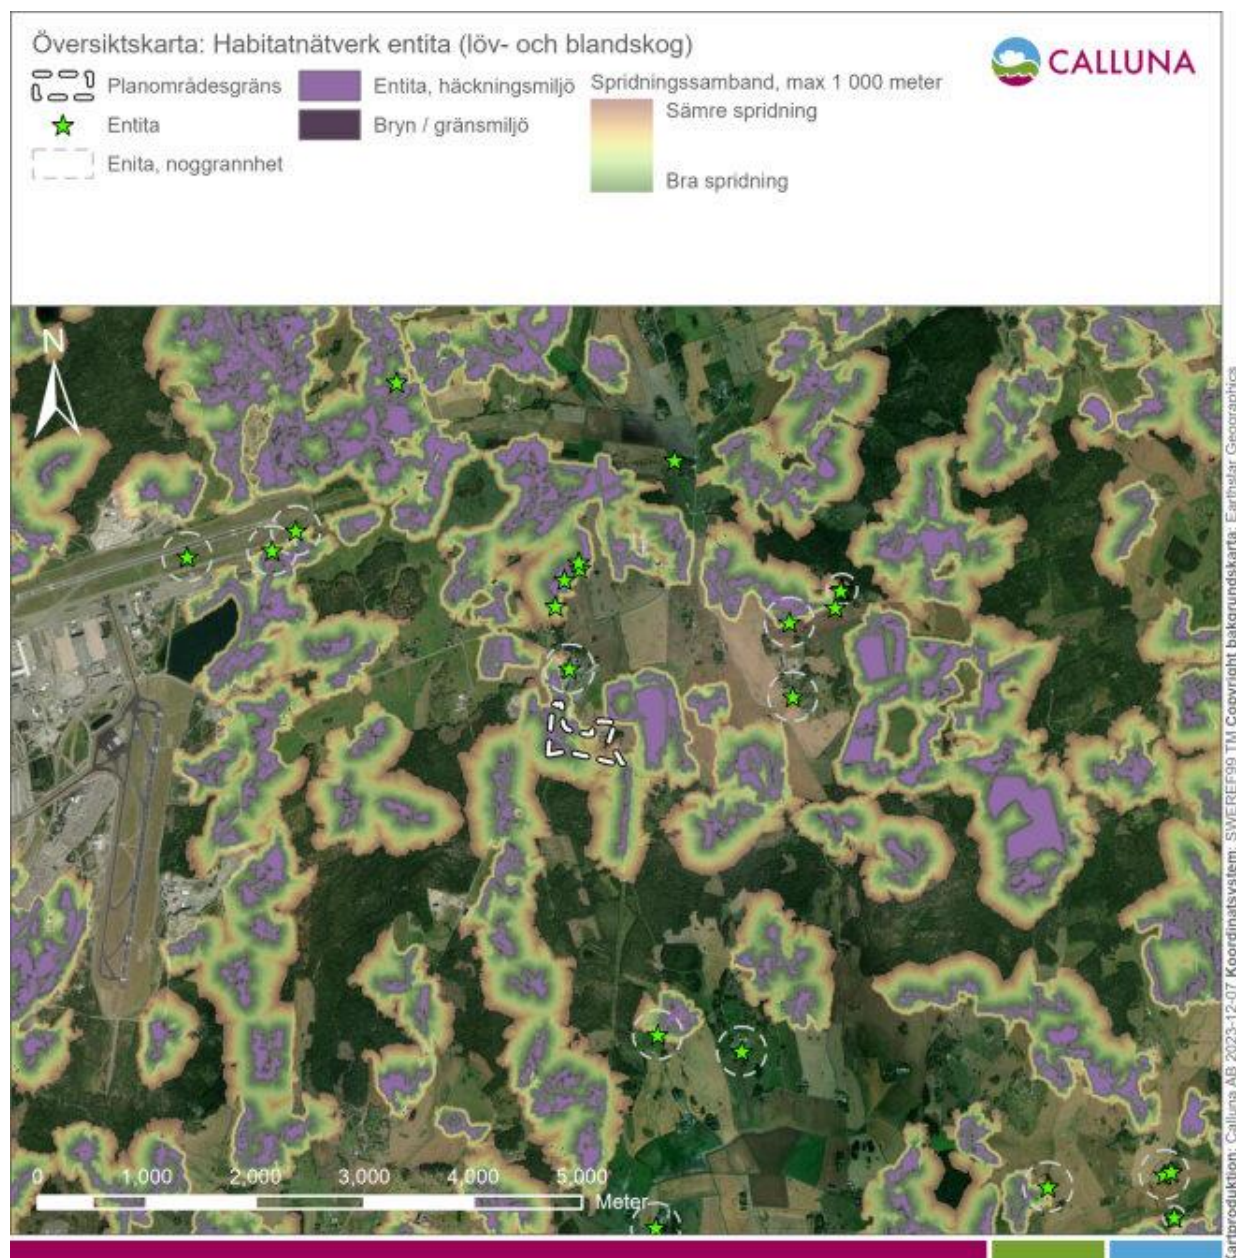 Översiktskarta: Habitatnätverk entita (löv- och blandskog)
CALLUNA
Planområdesgräns
Entita, häckningsmiljö
Spridningssamband, max 1 000 meter
Sämre spridning
Entita
Bryn / gränsmiljö
Enita, noggrannhet
Bra spridning
N
0 1,000 2,000 3,000 4,000 5,000
Meter
Kartproduktion: Calluna AB 2023-12-07 Koordinatsystem: SWEREF99 TM Copyright bakgrundskarta: Earthstar Geographics